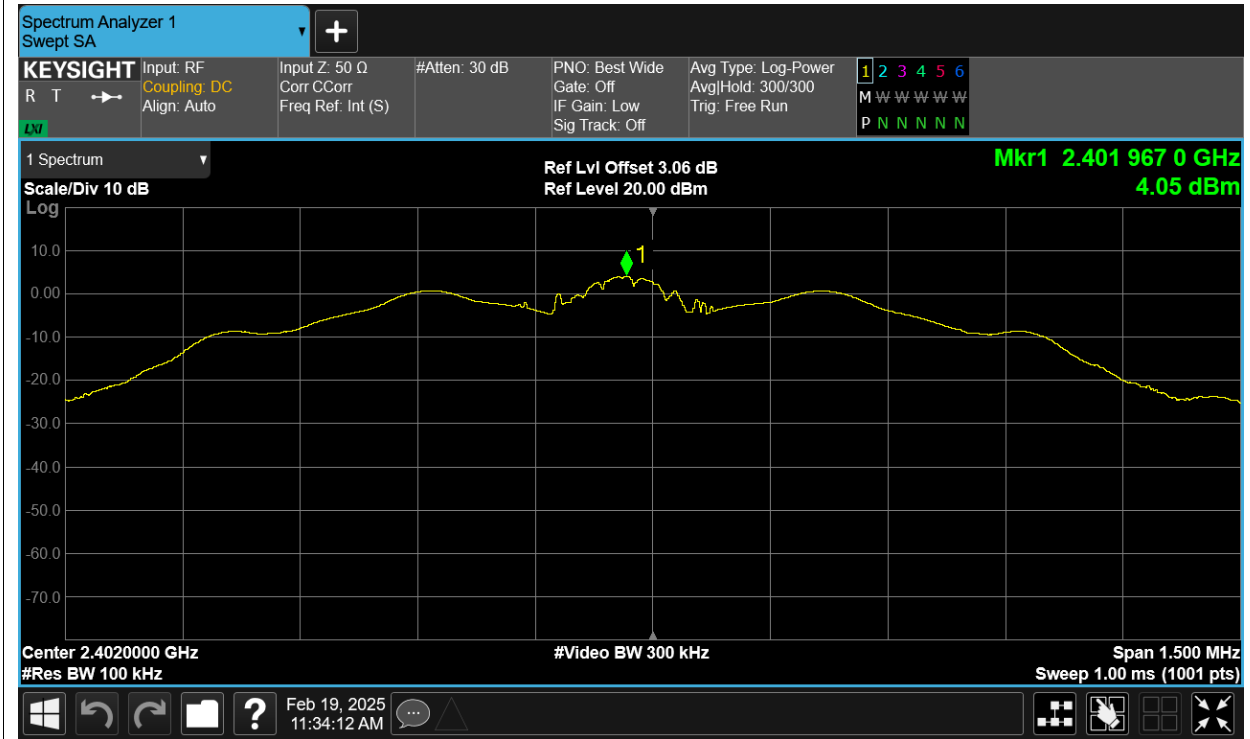 Spectrum Analyzer 1
Swept SA
KEYSIGHT
R T
LXI
Input: RF
Coupling: DC
Align: Auto
Input Z: 50 Ω
Corr CCorr
Freq Ref: Int (S)
#Atten: 30 dB
PNO: Best Wide
Gate: Off
IF Gain: Low
Sig Track: Off
Avg Type: Log-Power
Avg|Hold: 300/300
Trig: Free Run
1 2 3 4 5 6
M W W W W W
P N N N N N
1 Spectrum
Scale/Div 10 dB
Log
Ref Lvl Offset 3.06 dB
Ref Level 20.00 dBm
Mkr1 2.401 967 0 GHz
4.05 dBm
1
10.0
0.00
-10.0
-20.0
-30.0
-40.0
-50.0
-60.0
-70.0
Center 2.4020000 GHz
#Video BW 300 kHz
Span 1.500 MHz
#Res BW 100 kHz
Sweep 1.00 ms (1001 pts)
?
Feb 19, 2025
11:34:12 AM